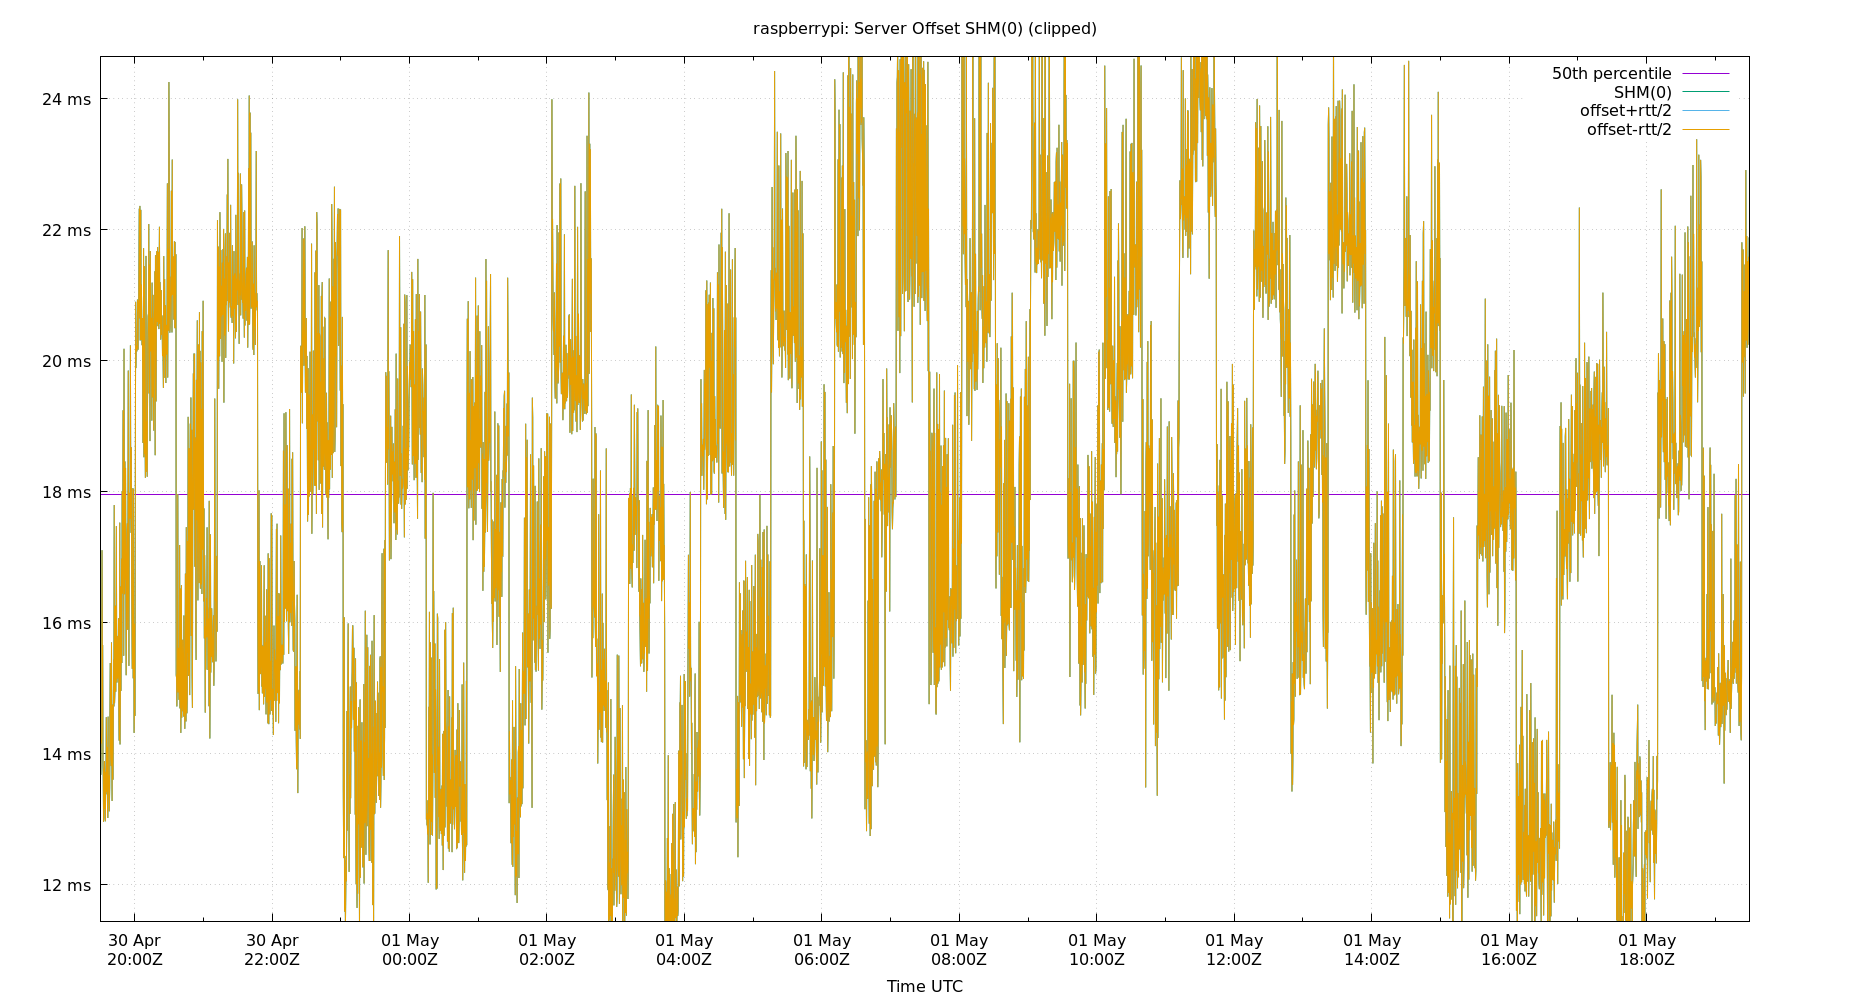 raspberrypi: Server Offset SHM(0) (clipped)
50th percentile
SHM(0)
offset+rtt/2
offset-rtt/2
24 ms
22 ms
20 ms
18 ms
16 ms
14 ms
12 ms
30 Apr 30 Apr 01 May 01 May 01 May 01 May 01 May 01 May 01 May 01 May 01 May 01 May
20:00Z 22:00Z 00:00Z 02:00Z 04:00Z 06:00Z 08:00Z 10:00Z 12:00Z 14:00Z 16:00Z 18:00Z
Time UTC